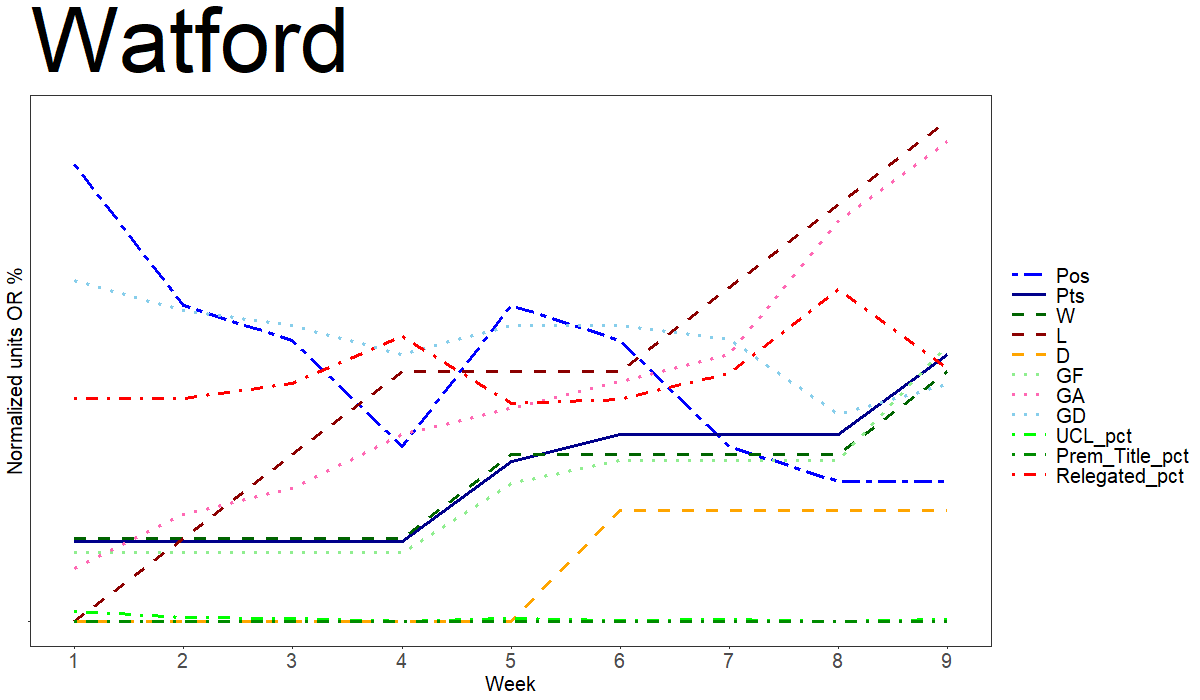 Watford
Normalized units OR %
Pos
Pts
W
L
D
GF
GA
GD
UCL_pct
Prem_Title_pct
Relegated_pct
1 2 3 4 5 6 7 8 9
Week